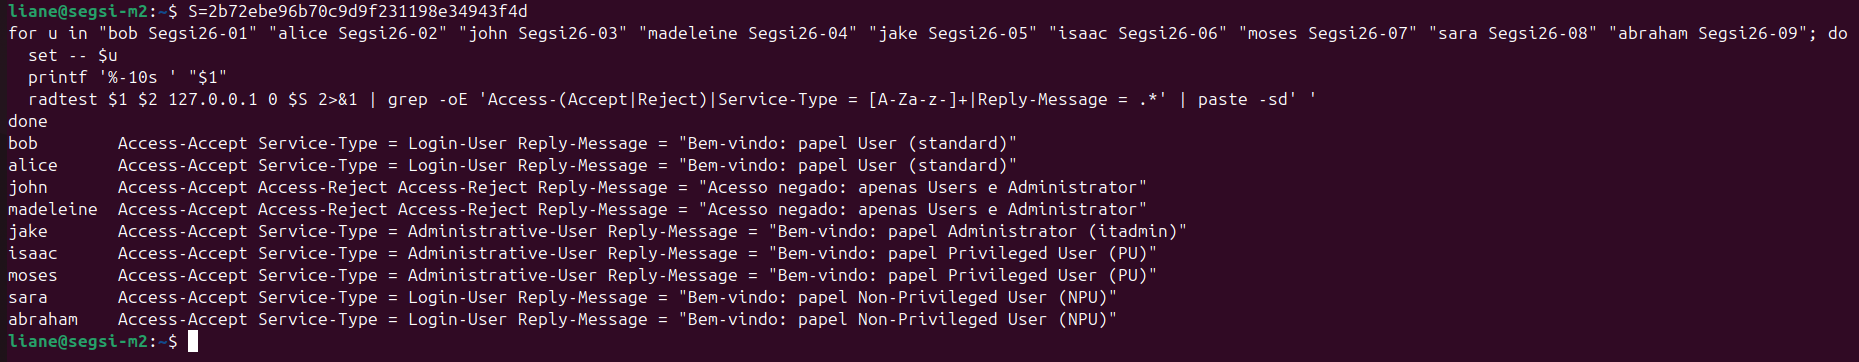 liane@segsi-m2:~$ S=2b72ebe96b70c9d9f231198e34943f4d
for u in "bob Segsi26-01" "alice Segsi26-02" "john Segsi26-03" "madeleine Segsi26-04" "jake Segsi26-05" "isaac Segsi26-06" "moses Segsi26-07" "sara Segsi26-08" "abraham Segsi26-09"; do
  set -- $u
  printf '%-10s ' "$1"
  radtest $1 $2 127.0.0.1 0 $S 2>&1 | grep -oE 'Access-(Accept|Reject)|Service-Type = [A-Za-z-]+|Reply-Message = .*' | paste -sd' '
done
bob        Access-Accept Service-Type = Login-User Reply-Message = "Bem-vindo: papel User (standard)"
alice      Access-Accept Service-Type = Login-User Reply-Message = "Bem-vindo: papel User (standard)"
john       Access-Accept Access-Reject Access-Reject Reply-Message = "Acesso negado: apenas Users e Administrator"
madeleine  Access-Accept Access-Reject Access-Reject Reply-Message = "Acesso negado: apenas Users e Administrator"
jake       Access-Accept Service-Type = Administrative-User Reply-Message = "Bem-vindo: papel Administrator (itadmin)"
isaac      Access-Accept Service-Type = Administrative-User Reply-Message = "Bem-vindo: papel Privileged User (PU)"
moses      Access-Accept Service-Type = Administrative-User Reply-Message = "Bem-vindo: papel Privileged User (PU)"
sara       Access-Accept Service-Type = Login-User Reply-Message = "Bem-vindo: papel Non-Privileged User (NPU)"
abraham    Access-Accept Service-Type = Login-User Reply-Message = "Bem-vindo: papel Non-Privileged User (NPU)"
liane@segsi-m2:~$